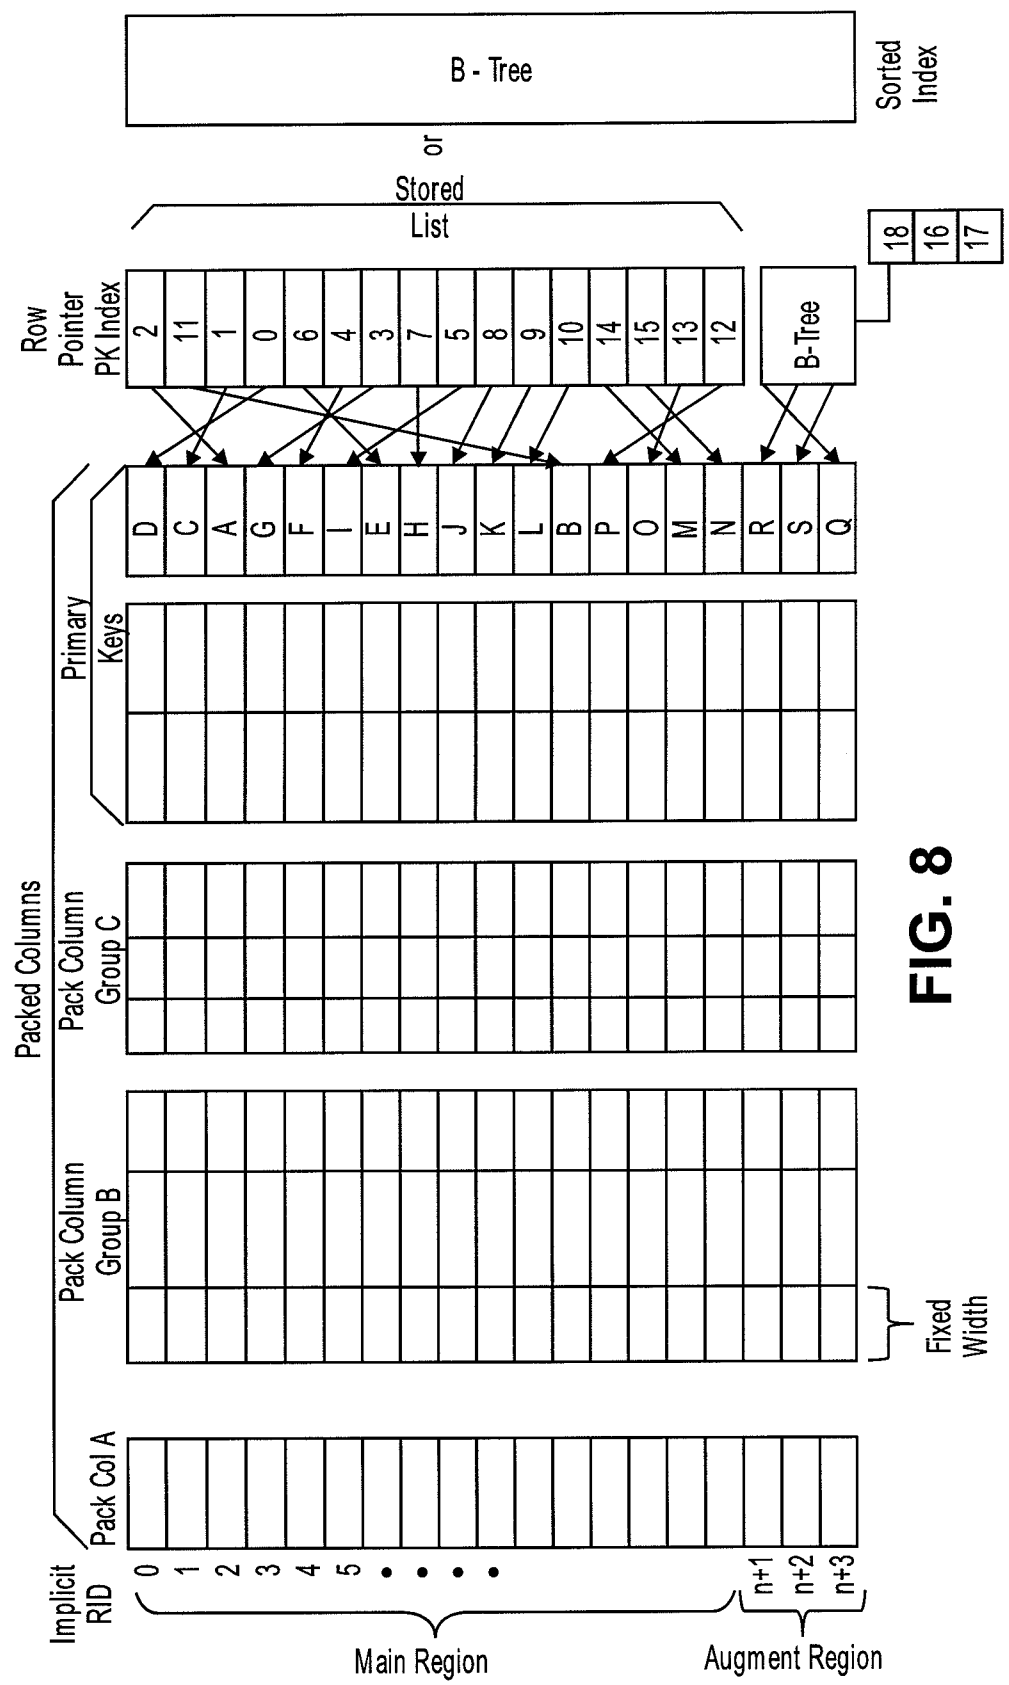 Packed Columns
Implicit
RID
Pack Col A
Pack Column
Group B
Pack Column
Group C
Primary
Keys
Row
Pointer
PK Index
Stored
List
or
B - Tree
Sorted
Index
0
1
2
3
4
5
n+1
n+2
n+3
D
C
A
G
F
I
E
H
J
K
L
B
P
O
M
N
R
S
Q
2
11
1
0
6
4
3
7
5
8
9
10
14
15
13
12
B-Tree
18
16
17
Main Region
Augment Region
Fixed
Width
FIG. 8